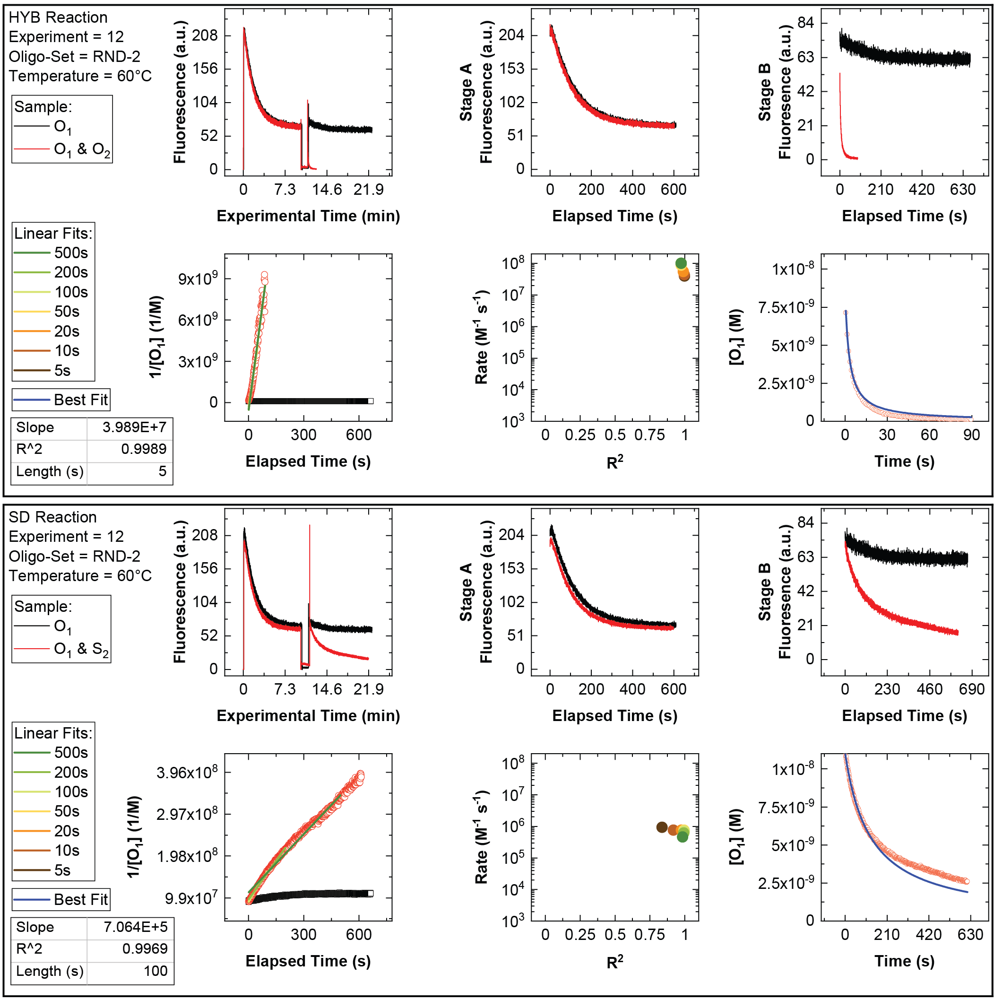 HYB Reaction
Experiment = 12
Oligo-Set = RND-2
Temperature = 60°C
Sample:
O1
O1 & O2
Fluorescence (a.u.)
208
156
104
52
0
0 7.3 14.6 21.9
Experimental Time (min)
Stage A
Fluorescence (a.u.)
204
153
102
51
0
0 200 400 600
Elapsed Time (s)
Stage B
Fluoresence (a.u.)
84
63
42
21
0
0 210 420 630
Elapsed Time (s)
Linear Fits:
500s
200s
100s
50s
20s
10s
5s
Best Fit
Slope 3.989E+7
R^2 0.9989
Length (s) 5
1/[O1] (1/M)
9x10^9
6x10^9
3x10^9
0
0 300 600
Elapsed Time (s)
Rate (M^-1 s^-1)
10^8
10^7
10^6
10^5
10^4
10^3
0 0.25 0.5 0.75 1
R^2
[O1] (M)
1x10^-8
7.5x10^-9
5x10^-9
2.5x10^-9
0
0 30 60 90
Time (s)
SD Reaction
Experiment = 12
Oligo-Set = RND-2
Temperature = 60°C
Sample:
O1
O1 & S2
Fluorescence (a.u.)
208
156
104
52
0
0 7.3 14.6 21.9
Experimental Time (min)
Stage A
Fluorescence (a.u.)
204
153
102
51
0
0 200 400 600
Elapsed Time (s)
Stage B
Fluoresence (a.u.)
84
63
42
21
0
0 230 460 690
Elapsed Time (s)
Linear Fits:
500s
200s
100s
50s
20s
10s
5s
Best Fit
Slope 7.064E+5
R^2 0.9969
Length (s) 100
1/[O1] (1/M)
3.96x10^8
2.97x10^8
1.98x10^8
9.9x10^7
0 300 600
Elapsed Time (s)
Rate (M^-1 s^-1)
10^8
10^7
10^6
10^5
10^4
10^3
0 0.25 0.5 0.75 1
R^2
[O1] (M)
1x10^-8
7.5x10^-9
5x10^-9
2.5x10^-9
0
0 210 420 630
Time (s)